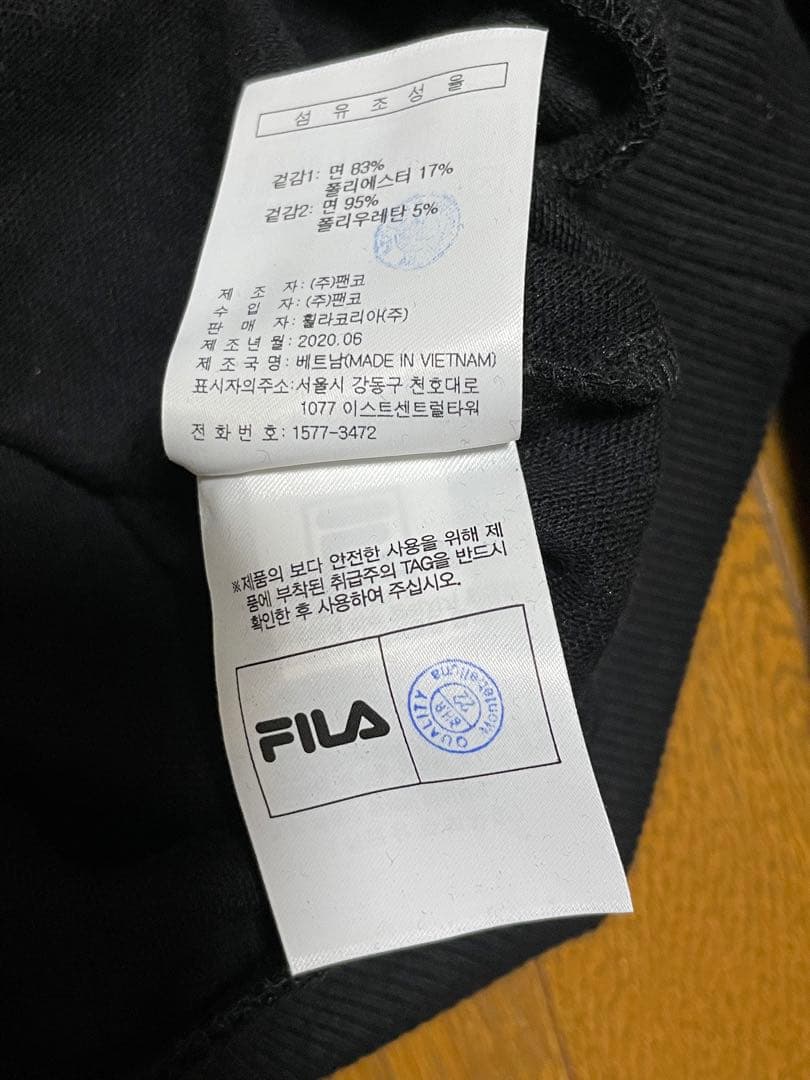 섬 유 조 성 율
겉감1: 면 83%
폴리에스터 17%
겉감2: 면 95%
폴리우레탄 5%
제 조 자: (주)팬코
수 입 자: (주)팬코
판 매 자: 휠라코리아(주)
제 조 년 월: 2020.06
제 조 국 명: 베트남(MADE IN VIETNAM)
표시자의주소:서울시 강동구 천호대로
1077 이스트센트럴타워
전 화 번 호: 1577-3472
※제품의 보다 안전한 사용을 위해 제
품에 부착된 취급주의 TAG을 반드시
확인한 후 사용하여 주십시오.
FILA
QUALITY
22